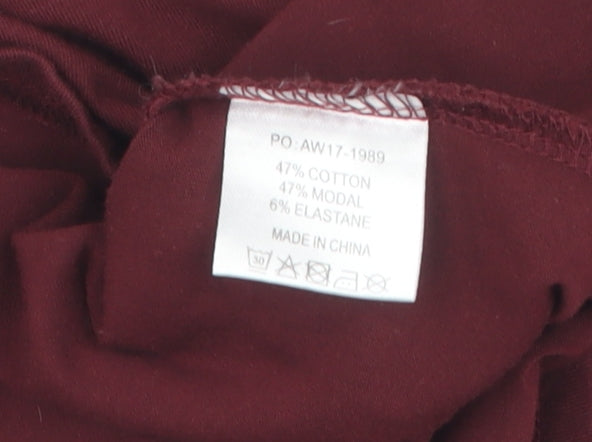 PO: AW17-1989
47% COTTON
47% MODAL
6% ELASTANE
MADE IN CHINA
30